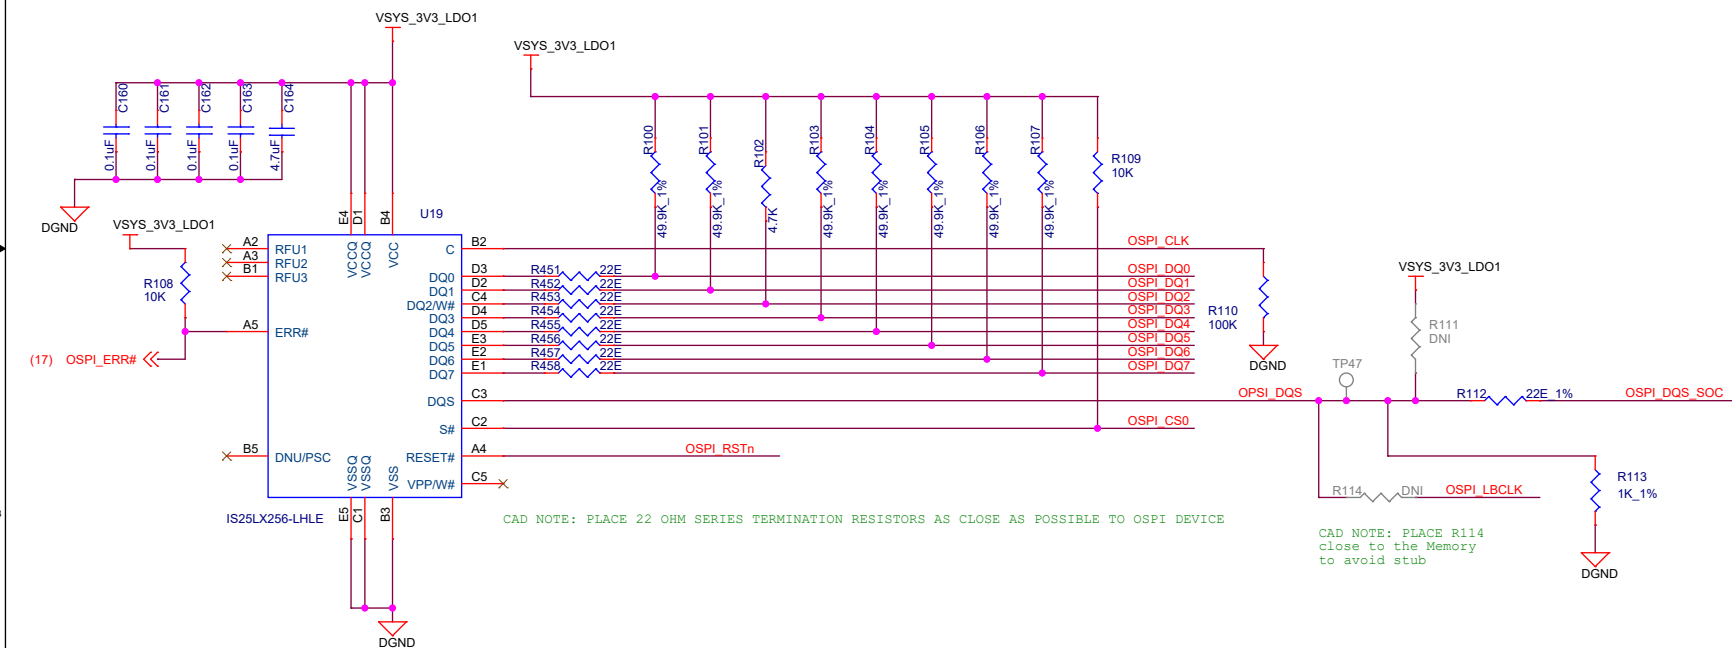 VSYS_3V3_LDO1
VSYS_3V3_LDO1
C160
C161
C162
C163
C164
0.1uF
0.1uF
0.1uF
0.1uF
4.7uF
DGND
R100
R101
R102
R103
R104
R105
R106
R107
R109
10K
49.9K_1%
49.9K_1%
4.7K
49.9K_1%
49.9K_1%
49.9K_1%
49.9K_1%
49.9K_1%
VSYS_3V3_LDO1
R108
10K
(17) OSPI_ERR#
U19
E4
D1
B4
VCCQ
VCCQ
VCC
A2 RFU1
A3 RFU2
B1 RFU3
A5 ERR#
B5 DNU/PSC
C B2 OSPI_CLK
DQ0 D3 R451 22E OSPI_DQ0
DQ1 D2 R452 22E OSPI_DQ1
DQ2/W# C4 R453 22E OSPI_DQ2
DQ3 D4 R454 22E OSPI_DQ3
DQ4 D5 R455 22E OSPI_DQ4
DQ5 E3 R456 22E OSPI_DQ5
DQ6 E2 R457 22E OSPI_DQ6
DQ7 E1 R458 22E OSPI_DQ7
DQS C3 OPSI_DQS
S# C2 OSPI_CS0
RESET# A4 OSPI_RSTn
VPP/W# C5
VSSQ
VSSQ
VSS
E5
C1
B3
IS25LX256-LHLE
DGND
R110
100K
DGND
VSYS_3V3_LDO1
R111
DNI
TP47
R112 22E_1% OSPI_DQS_SOC
R114 DNI OSPI_LBCLK
R113
1K_1%
DGND
CAD NOTE: PLACE 22 OHM SERIES TERMINATION RESISTORS AS CLOSE AS POSSIBLE TO OSPI DEVICE
CAD NOTE: PLACE R114
close to the Memory
to avoid stub